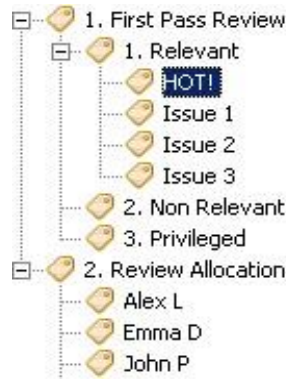 1. First Pass Review
1. Relevant
HOT!
Issue 1
Issue 2
Issue 3
2. Non Relevant
3. Privileged
2. Review Allocation
Alex L
Emma D
John P